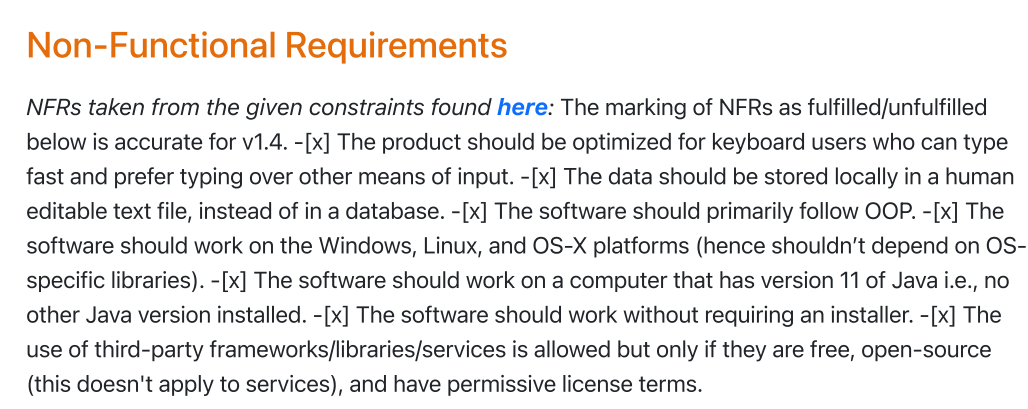 Non-Functional Requirements
NFRs taken from the given constraints found here: The marking of NFRs as fulfilled/unfulfilled
below is accurate for v1.4. -[x] The product should be optimized for keyboard users who can type
fast and prefer typing over other means of input. -[x] The data should be stored locally in a human
editable text file, instead of in a database. -[x] The software should primarily follow OOP. -[x] The
software should work on the Windows, Linux, and OS-X platforms (hence shouldn’t depend on OS-
specific libraries). -[x] The software should work on a computer that has version 11 of Java i.e., no
other Java version installed. -[x] The software should work without requiring an installer. -[x] The
use of third-party frameworks/libraries/services is allowed but only if they are free, open-source
(this doesn't apply to services), and have permissive license terms.